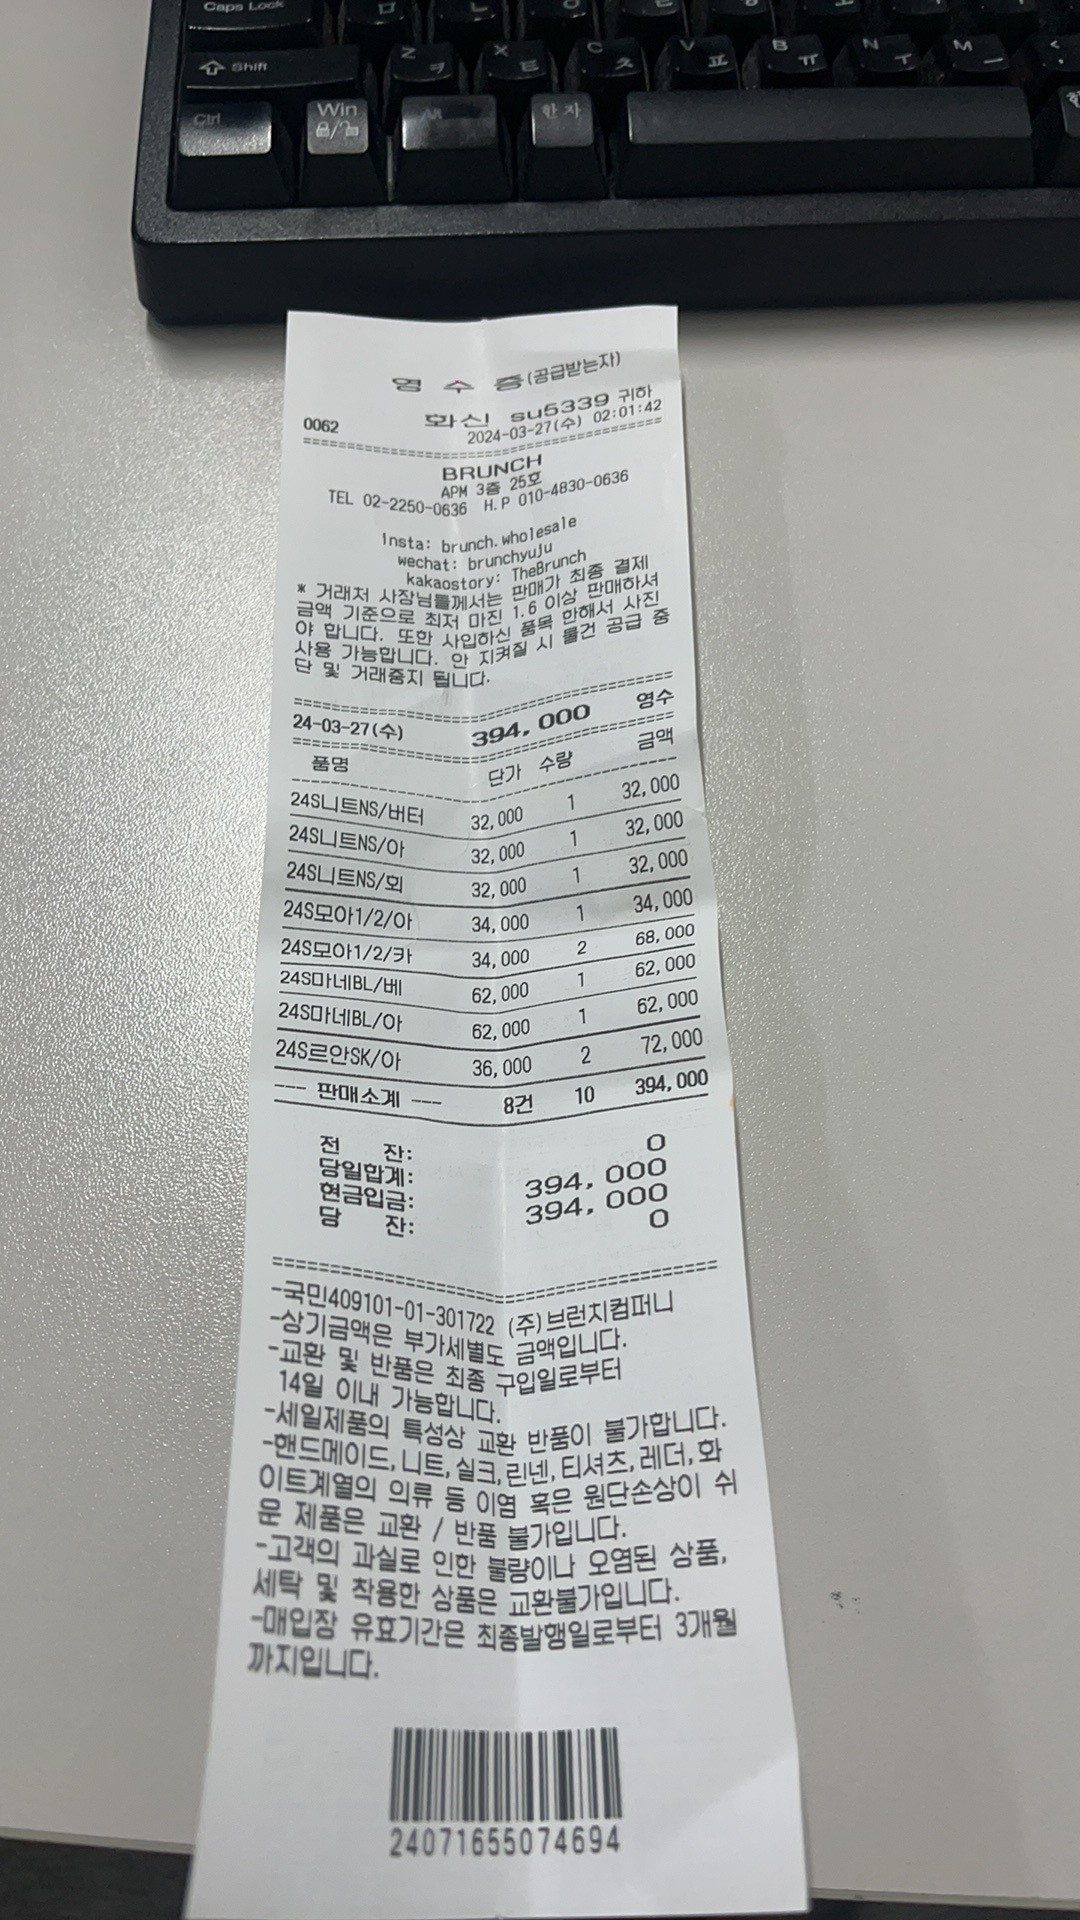 Caps Lock
Shift
Z ㅋ
X ㅌ
C ㅊ
V ㅍ
B ㅠ
N ㅜ
M ㅡ
Ctrl
Win
Alt
한자
영 수 증(공급받는자)
0062 화신 su5339 귀하
2024-03-27(수) 02:01:42
BRUNCH
APM 3층 25호
TEL 02-2250-0636 H.P 010-4830-0636
Insta: brunch.wholesale
wechat: brunchyuJu
kakaostory: TheBrunch
* 거래처 사장님들께서는 판매가 최종 결제
금액 기준으로 최저 마진 1.6 이상 판매하셔
야 합니다. 또한 사입하신 품목 한해서 사진
사용 가능합니다. 안 지켜질 시 물건 공급 중
단 및 거래중지 됩니다.
24-03-27(수) 394,000 영수
품명 단가 수량 금액
24S니트NS/버터 32,000 1 32,000
24S니트NS/아 32,000 1 32,000
24S니트NS/회 32,000 1 32,000
24S모아1/2/아 34,000 1 34,000
24S모아1/2/카 34,000 2 68,000
24S마네BL/베 62,000 1 62,000
24S마네BL/아 62,000 1 62,000
24S르안SK/아 36,000 2 72,000
--- 판매소계 --- 8건 10 394,000
전 잔: 0
당일합계: 394,000
현금입금: 394,000
당 잔: 0
-국민409101-01-301722 (주)브런치컴퍼니
-상기금액은 부가세별도 금액입니다.
-교환 및 반품은 최종 구입일로부터
14일 이내 가능합니다.
-세일제품의 특성상 교환 반품이 불가합니다.
-핸드메이드,니트,실크,린넨,티셔츠,레더,화
이트계열의 의류 등 이염 혹은 원단손상이 쉬
운 제품은 교환 / 반품 불가입니다.
-고객의 과실로 인한 불량이나 오염된 상품,
세탁 및 착용한 상품은 교환불가입니다.
-매입장 유효기간은 최종발행일로부터 3개월
까지입니다.
24071655074694